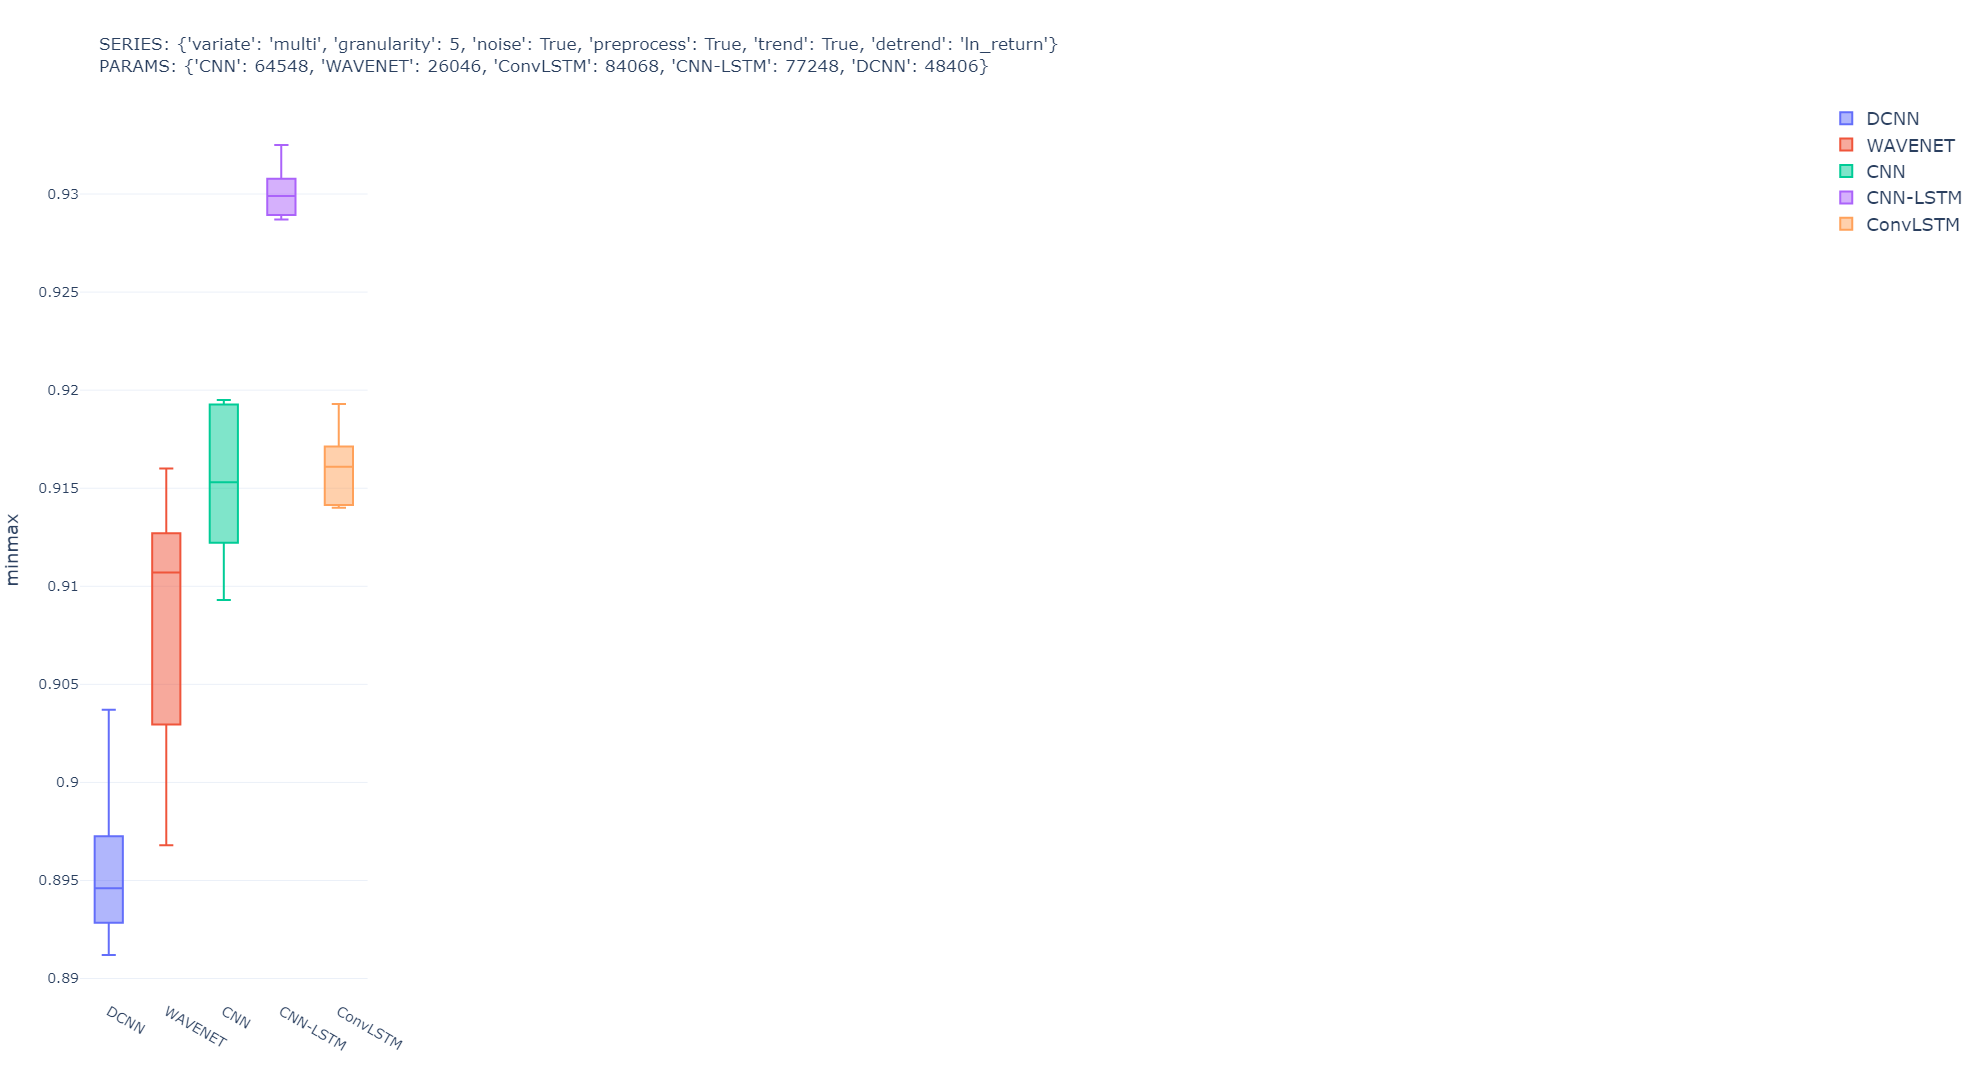 SERIES: {'variate': 'multi', 'granularity': 5, 'noise': True, 'preprocess': True, 'trend': True, 'detrend': 'ln_return'}
PARAMS: {'CNN': 64548, 'WAVENET': 26046, 'ConvLSTM': 84068, 'CNN-LSTM': 77248, 'DCNN': 48406}
DCNN
WAVENET
CNN
CNN-LSTM
ConvLSTM
minmax
0.93
0.925
0.92
0.915
0.91
0.905
0.9
0.895
0.89
DCNN
WAVENET
CNN
CNN-LSTM
ConvLSTM